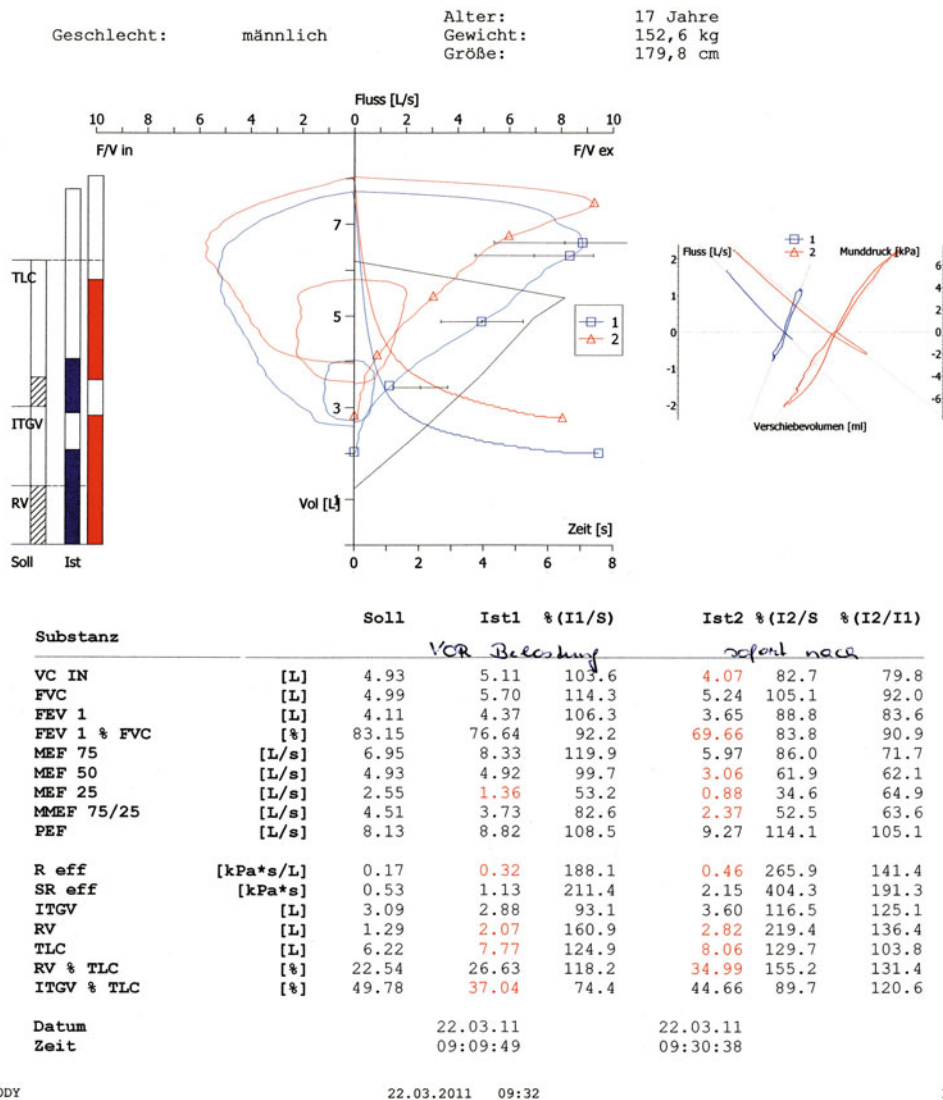 Alter: 17 Jahre
Geschlecht: männlich Gewicht: 152,6 kg
Größe: 179,8 cm
Fluss [L/s]
10 8 6 4 2 0 2 4 6 8 10
F/V in F/V ex
7
5
3
1
Vol [L]
Zeit [s]
0 2 4 6 8
1
2
TLC
ITGV
RV
Soll Ist
1
2
Fluss [L/s] Munddruck [kPa]
2 6
1 4
2
0 0
-2
-1 -4
-2 -6
Verschiebevolumen [ml]
Soll Ist1 %(I1/S) Ist2 %(I2/S %(I2/I1)
Substanz
VOR Belastung sofort nach
VC IN [L] 4.93 5.11 103.6 4.07 82.7 79.8
FVC [L] 4.99 5.70 114.3 5.24 105.1 92.0
FEV 1 [L] 4.11 4.37 106.3 3.65 88.8 83.6
FEV 1 % FVC [%] 83.15 76.64 92.2 69.66 83.8 90.9
MEF 75 [L/s] 6.95 8.33 119.9 5.97 86.0 71.7
MEF 50 [L/s] 4.93 4.92 99.7 3.06 61.9 62.1
MEF 25 [L/s] 2.55 1.36 53.2 0.88 34.6 64.9
MMEF 75/25 [L/s] 4.51 3.73 82.6 2.37 52.5 63.6
PEF [L/s] 8.13 8.82 108.5 9.27 114.1 105.1
R eff [kPa*s/L] 0.17 0.32 188.1 0.46 265.9 141.4
SR eff [kPa*s] 0.53 1.13 211.4 2.15 404.3 191.3
ITGV [L] 3.09 2.88 93.1 3.60 116.5 125.1
RV [L] 1.29 2.07 160.9 2.82 219.4 136.4
TLC [L] 6.22 7.77 124.9 8.06 129.7 103.8
RV % TLC [%] 22.54 26.63 118.2 34.99 155.2 131.4
ITGV % TLC [%] 49.78 37.04 74.4 44.66 89.7 120.6
Datum 22.03.11 22.03.11
Zeit 09:09:49 09:30:38
22.03.2011 09:32